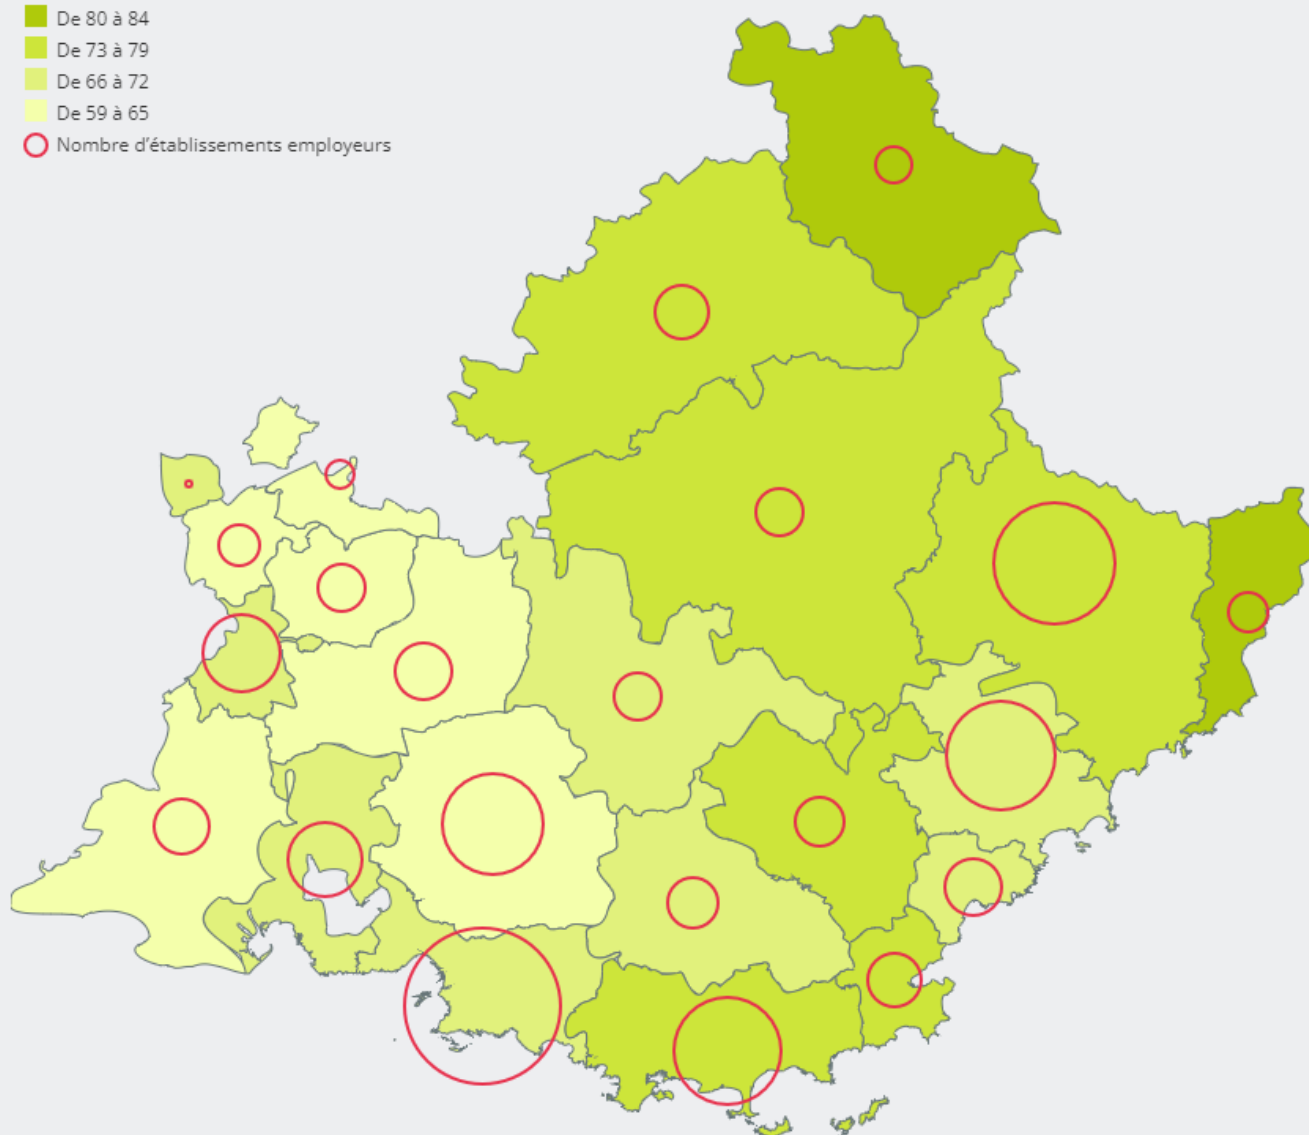 De 80 à 84
De 73 à 79
De 66 à 72
De 59 à 65
Nombre d’établissements employeurs